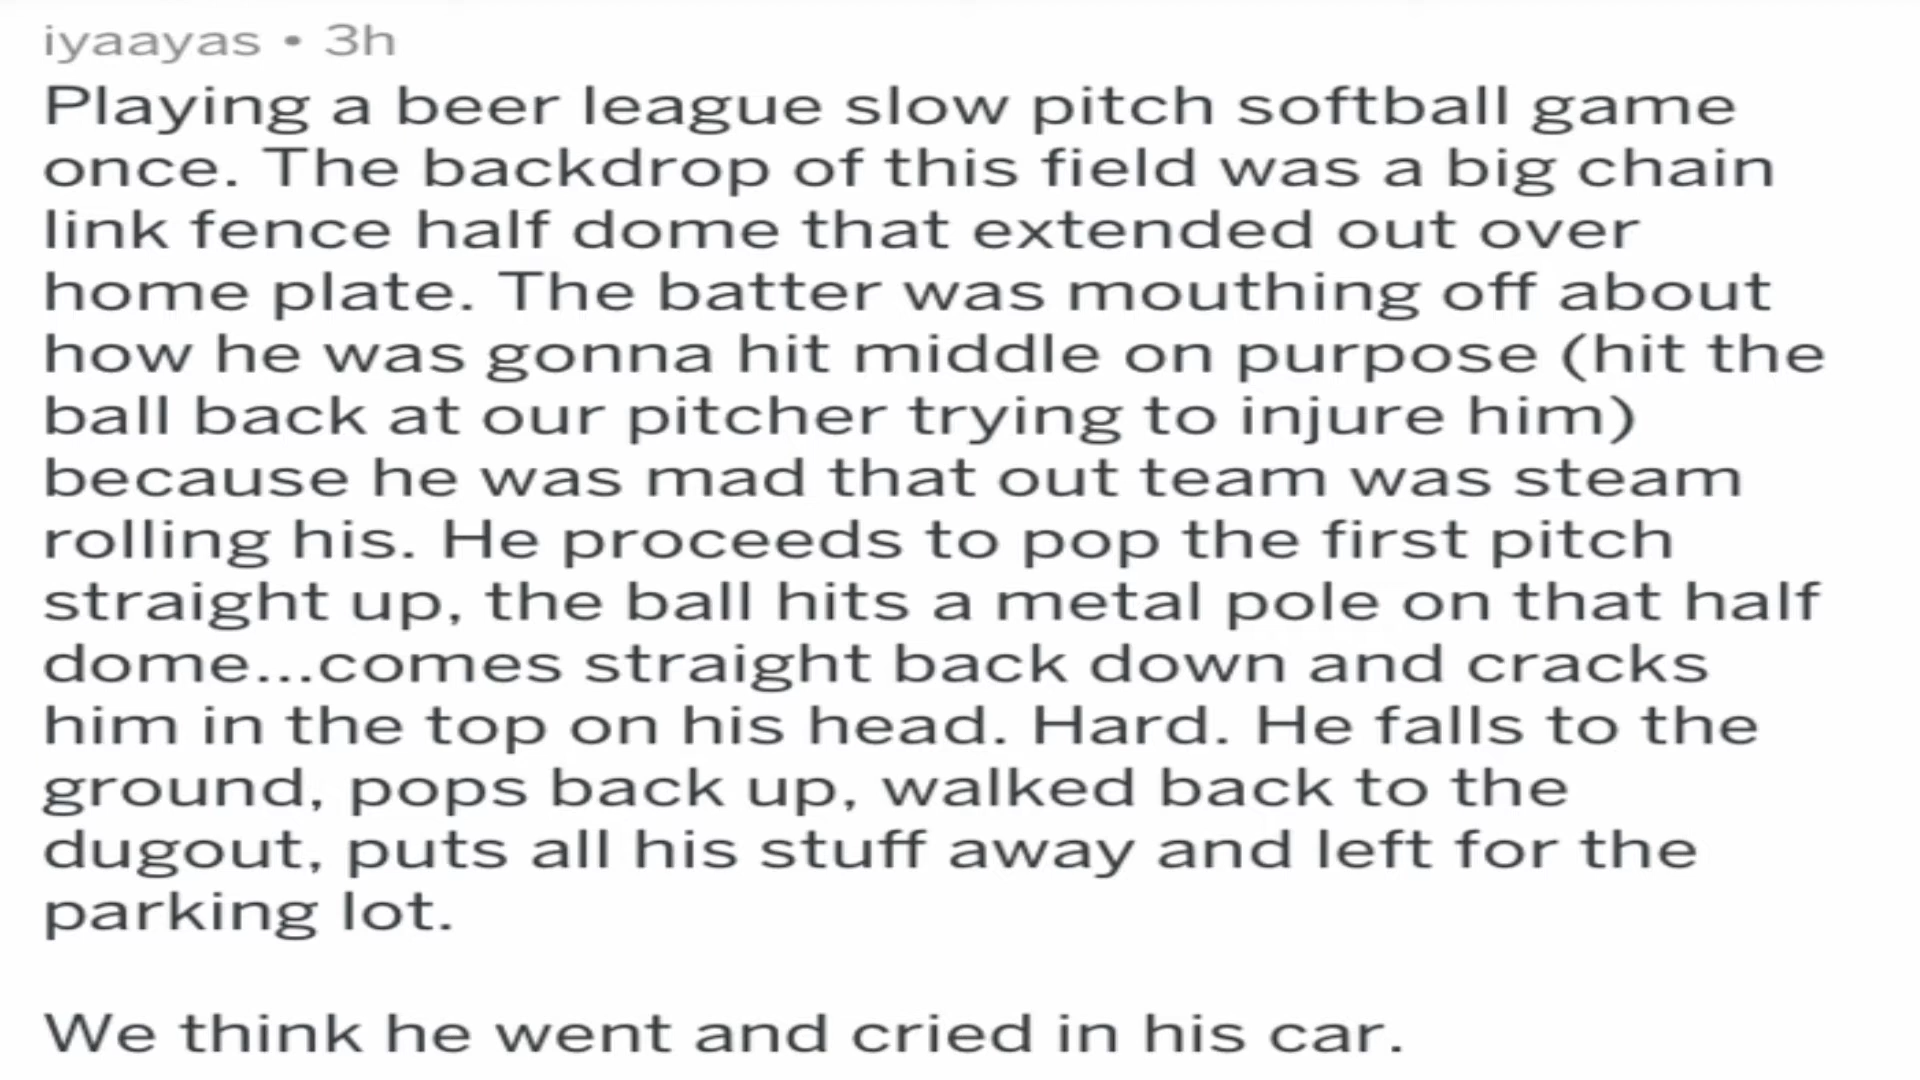 iyaayas • 3h
Playing a beer league slow pitch softball game
once. The backdrop of this field was a big chain
link fence half dome that extended out over
home plate. The batter was mouthing off about
how he was gonna hit middle on purpose (hit the
ball back at our pitcher trying to injure him)
because he was mad that out team was steam
rolling his. He proceeds to pop the first pitch
straight up, the ball hits a metal pole on that half
dome...comes straight back down and cracks
him in the top on his head. Hard. He falls to the
ground, pops back up, walked back to the
dugout, puts all his stuff away and left for the
parking lot.
We think he went and cried in his car.